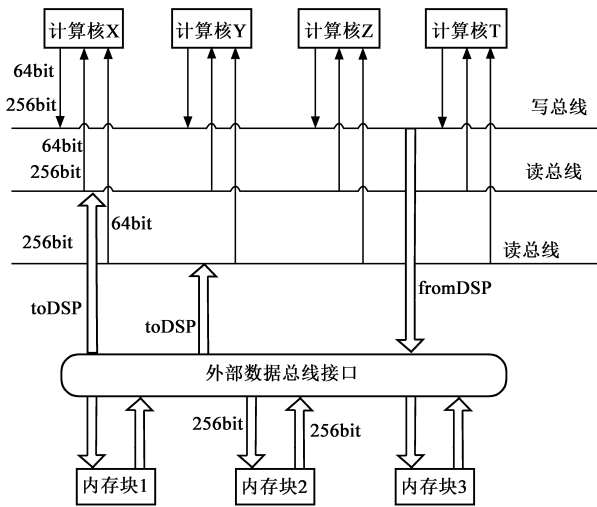 计算核X
计算核Y
计算核Z
计算核T
64bit
256bit
写总线
64bit
256bit
读总线
64bit
256bit
读总线
toDSP
toDSP
fromDSP
外部数据总线接口
256bit
256bit
内存块1
内存块2
内存块3